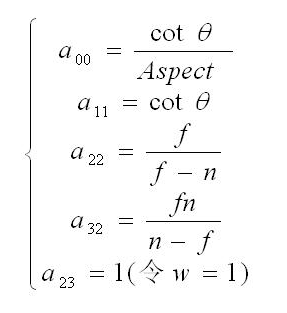 a₀₀ = cot θ / Aspect
a₁₁ = cot θ
a₂₂ = f / f − n
a₃₂ = fn / n − f
a₂₃ = 1(令 w = 1)